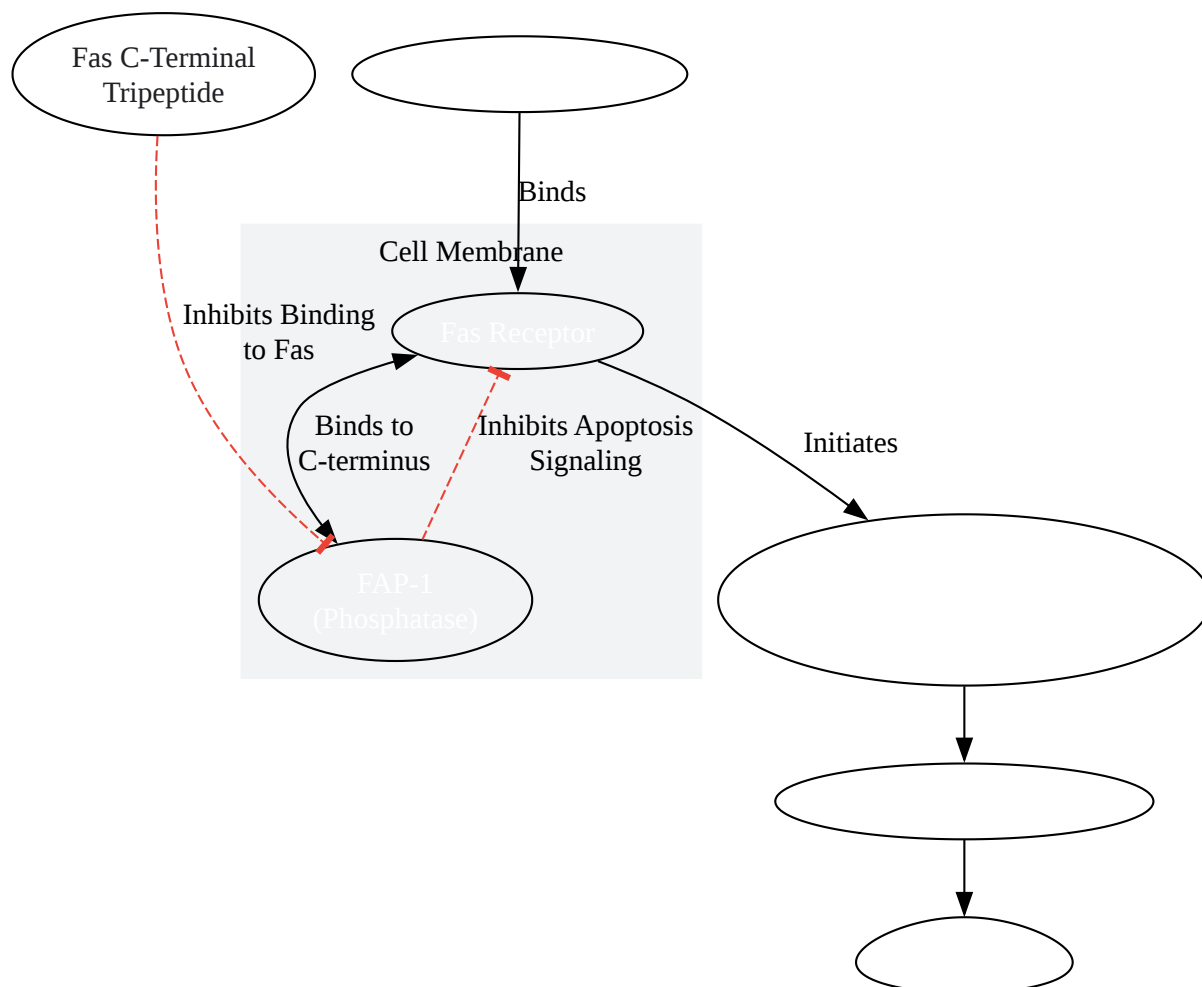 Fas C-Terminal
Tripeptide
Binds
Cell Membrane
Inhibits Binding
to Fas
Fas Receptor
Binds to
C-terminus
Inhibits Apoptosis
Signaling
Initiates
FAP-1
(Phosphatase)